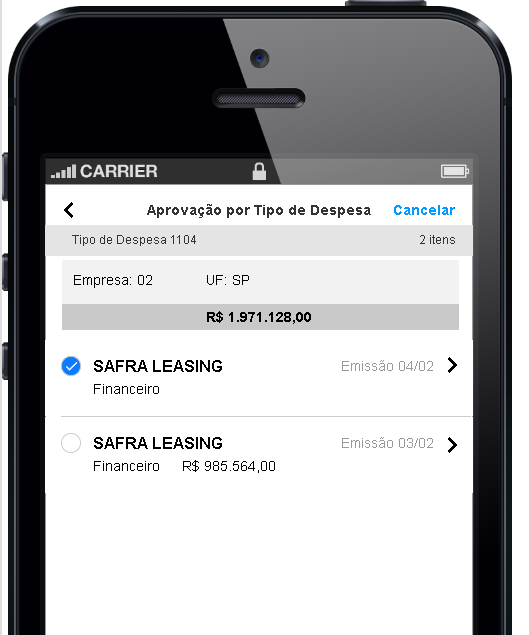 CARRIER
Aprovação por Tipo de Despesa Cancelar
Tipo de Despesa 1104 2 itens
Empresa: 02 UF: SP
R$ 1.971.128,00
SAFRA LEASING Emissão 04/02
Financeiro
SAFRA LEASING Emissão 03/02
Financeiro R$ 985.564,00